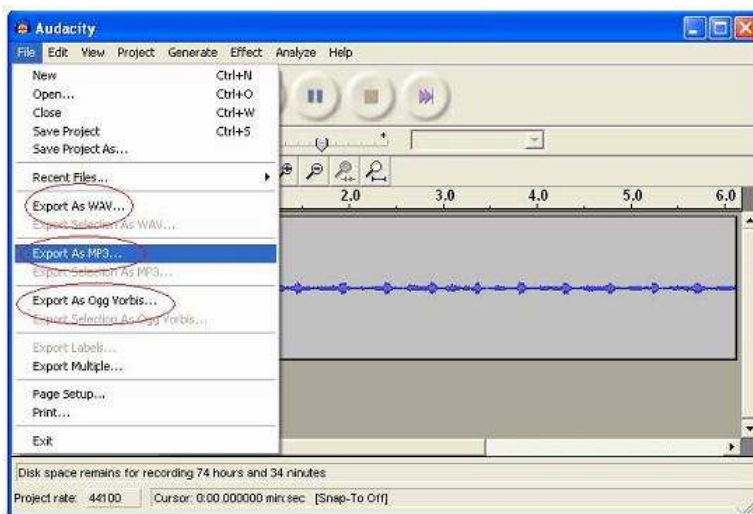 Audacity
File Edit View Project Generate Effect Analyze Help
New Ctrl+N
Open... Ctrl+O
Close Ctrl+W
Save Project Ctrl+S
Save Project As...
Recent Files...
Export As WAV...
Export Selection As WAV...
Export As MP3...
Export Selection As MP3...
Export As Ogg Vorbis...
Export Selection As Ogg Vorbis...
Export Labels...
Export Multiple...
Page Setup...
Print...
Exit
2.0 3.0 4.0 5.0 6.0
Disk space remains for recording 74 hours and 34 minutes
Project rate: 44100 Cursor: 0:00.000000 min:sec [Snap-To Off]